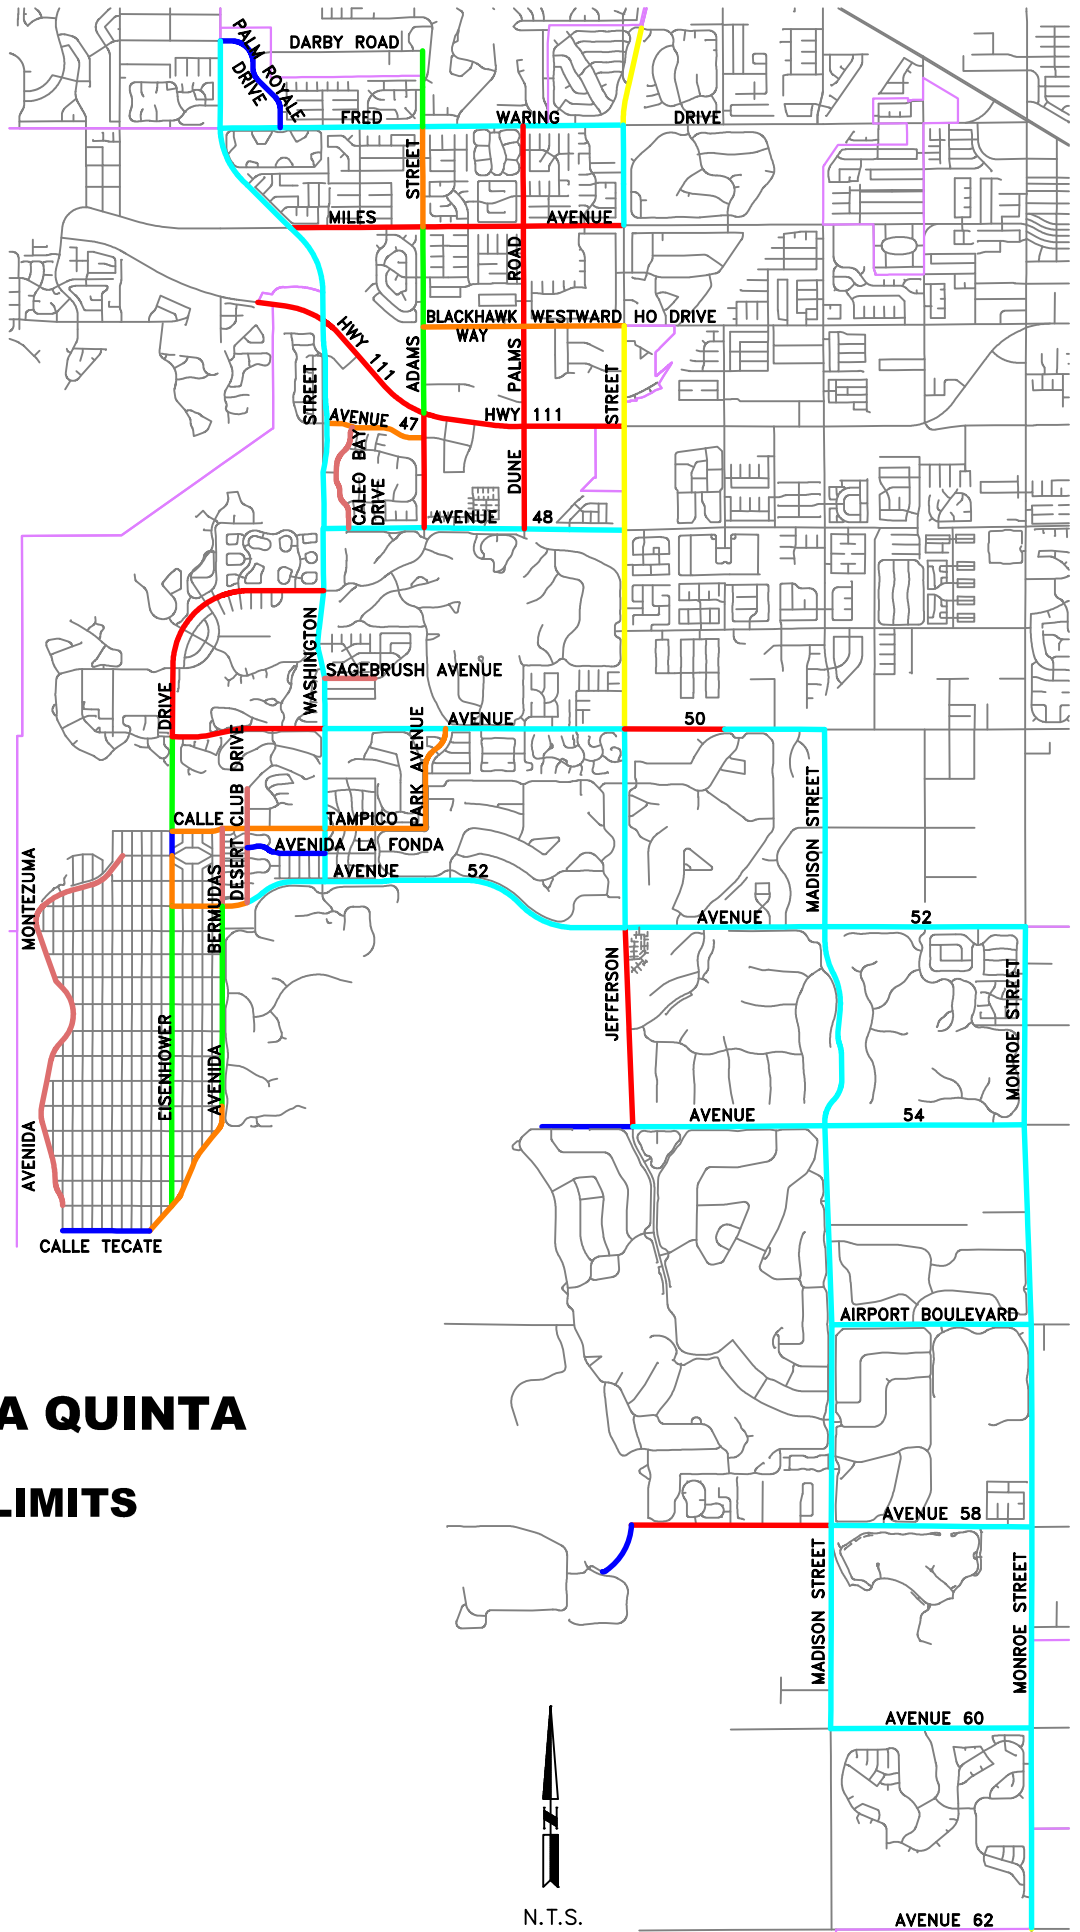 PALM ROYALE
DRIVE
DARBY ROAD
FRED WARING DRIVE
STREET
MILES AVENUE
ROAD
BLACKHAWK WESTWARD HO DRIVE
WAY
HWY 111
ADAMS
PALMS
STREET
STREET
AVENUE 47
HWY 111
CALEO BAY
DRIVE
DUNE
AVENUE 48
WASHINGTON
SAGEBRUSH AVENUE
DRIVE
AVENUE 50
DESERT CLUB DRIVE
PARK AVENUE
MADISON STREET
CALLE TAMPICO
AVENIDA LA FONDA
MONTEZUMA
BERMUDAS
AVENUE 52
AVENUE 52
JEFFERSON
MONROE STREET
EISENHOWER
AVENIDA
AVENUE 54
AVENIDA
CALLE TECATE
AIRPORT BOULEVARD
A QUINTA
LIMITS
AVENUE 58
MADISON STREET
MONROE STREET
AVENUE 60
N
N.T.S.
AVENUE 62